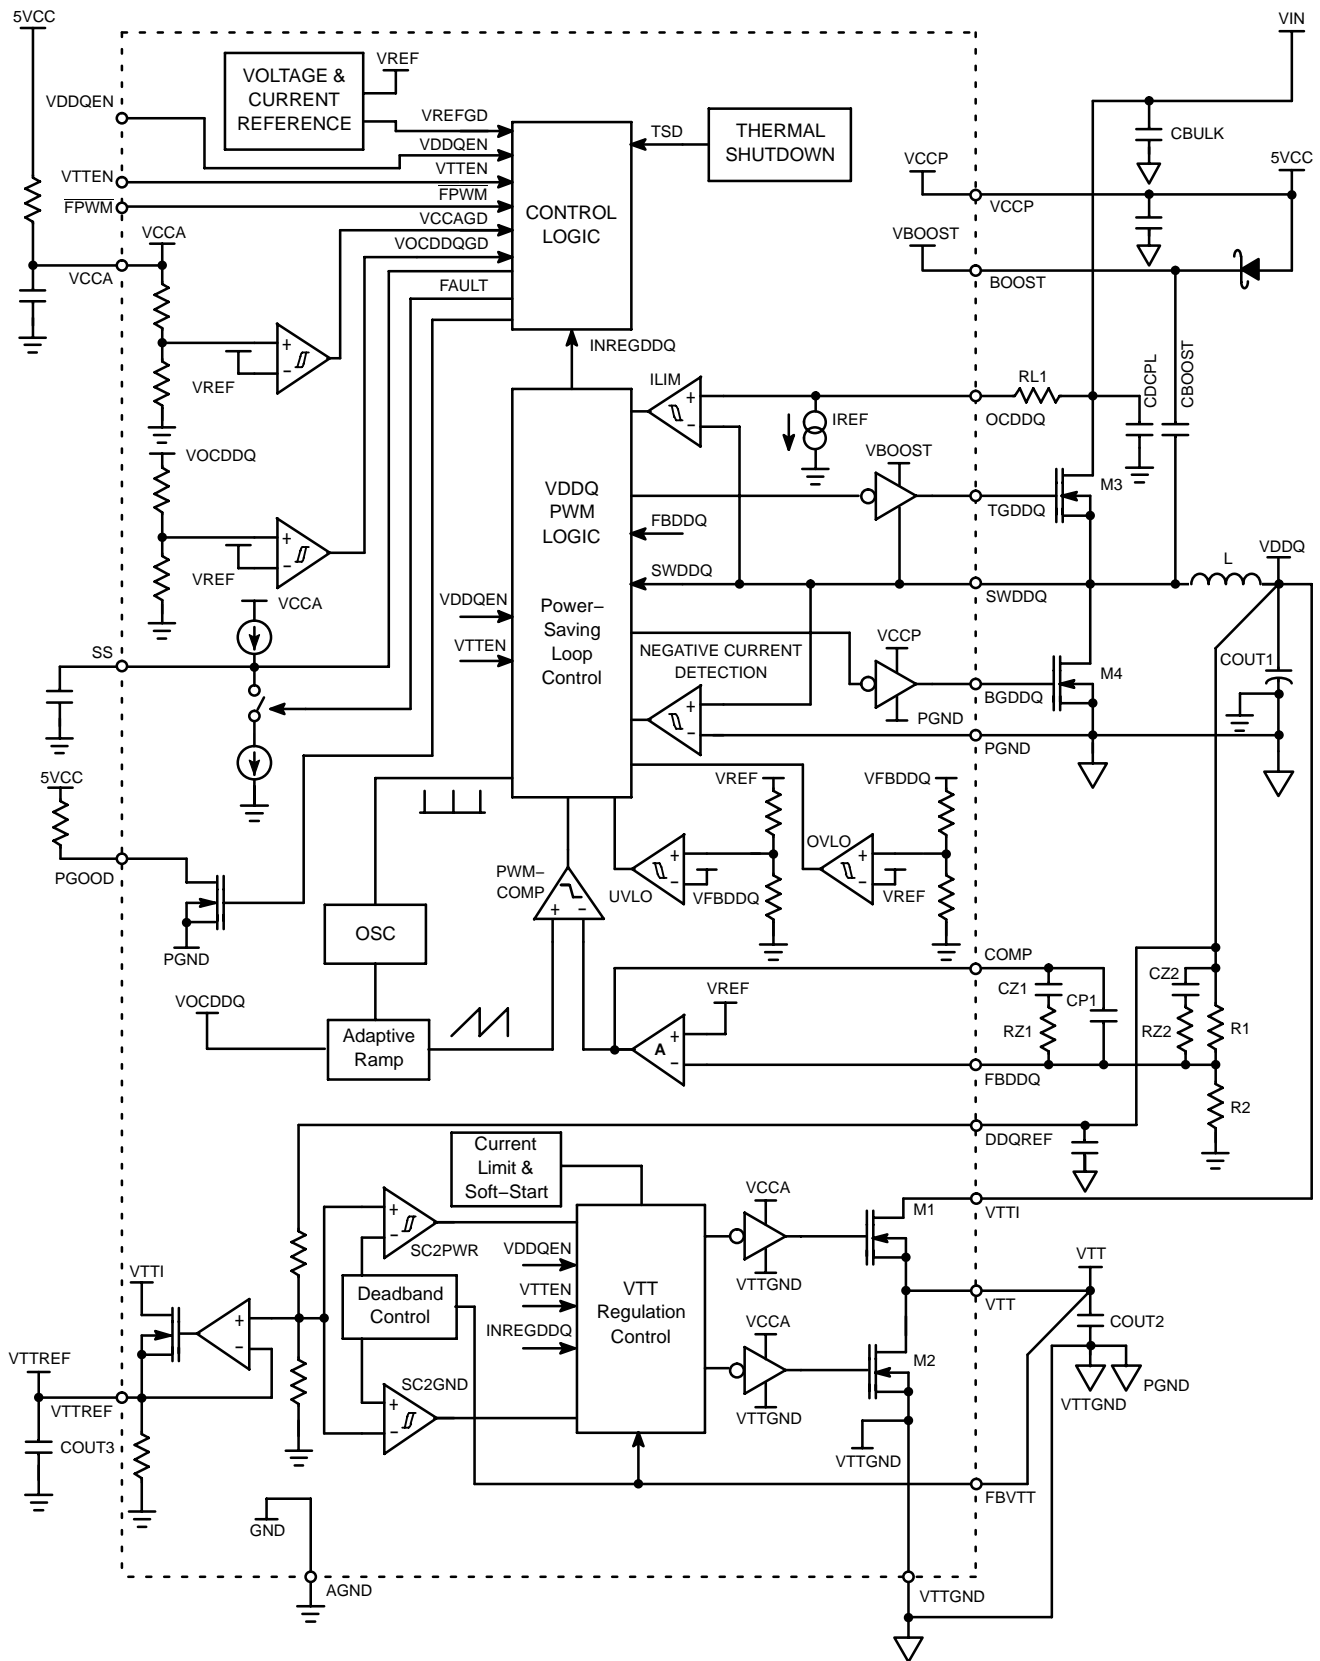 5VCC
VIN
VOLTAGE &
CURRENT
REFERENCE
VREF
VDDQEN
VREFGD
VDDQEN
TSD
THERMAL
SHUTDOWN
CBULK
VTTEN
VTTEN
FPWM
FPWM
CONTROL
LOGIC
VCCP
5VCC
VCCP
VCCA
VCCAGD
VOCDDQGD
VBOOST
VCCA
FAULT
BOOST
+
−
VREF
INREGDDQ
ILIM
+
−
RL1
OCDDQ
IREF
CDCPL
CBOOST
VOCDDQ
VBOOST
VDDQ
PWM
LOGIC
M3
TGDDQ
FBDDQ
+
−
VREF
SWDDQ
SWDDQ
L
VDDQ
VCCA
VDDQEN
Power−
Saving
Loop
Control
VCCP
SS
VTTEN
NEGATIVE CURRENT
DETECTION
M4
COUT1
BGDDQ
+
−
PGND
PGND
5VCC
VREF
VFBDDQ
PGOOD
PWM−
COMP
+
−
UVLO
+
−
VFBDDQ
OVLO
+
−
VREF
PGND
OSC
COMP
VOCDDQ
VREF
CZ1
CP1
CZ2
Adaptive
Ramp
A
+
−
RZ1
RZ2
R1
FBDDQ
R2
DDQREF
Current
Limit &
Soft−Start
VCCA
M1
VTTI
+
−
SC2PWR
VDDQEN
VTTGND
VTT
VTTI
Deadband
Control
VTTEN
VTT
Regulation
Control
VTT
+
−
INREGDDQ
VCCA
COUT2
VTTREF
SC2GND
M2
VTTREF
+
−
VTTGND
VTTGND
PGND
COUT3
VTTGND
FBVTT
GND
AGND
VTTGND